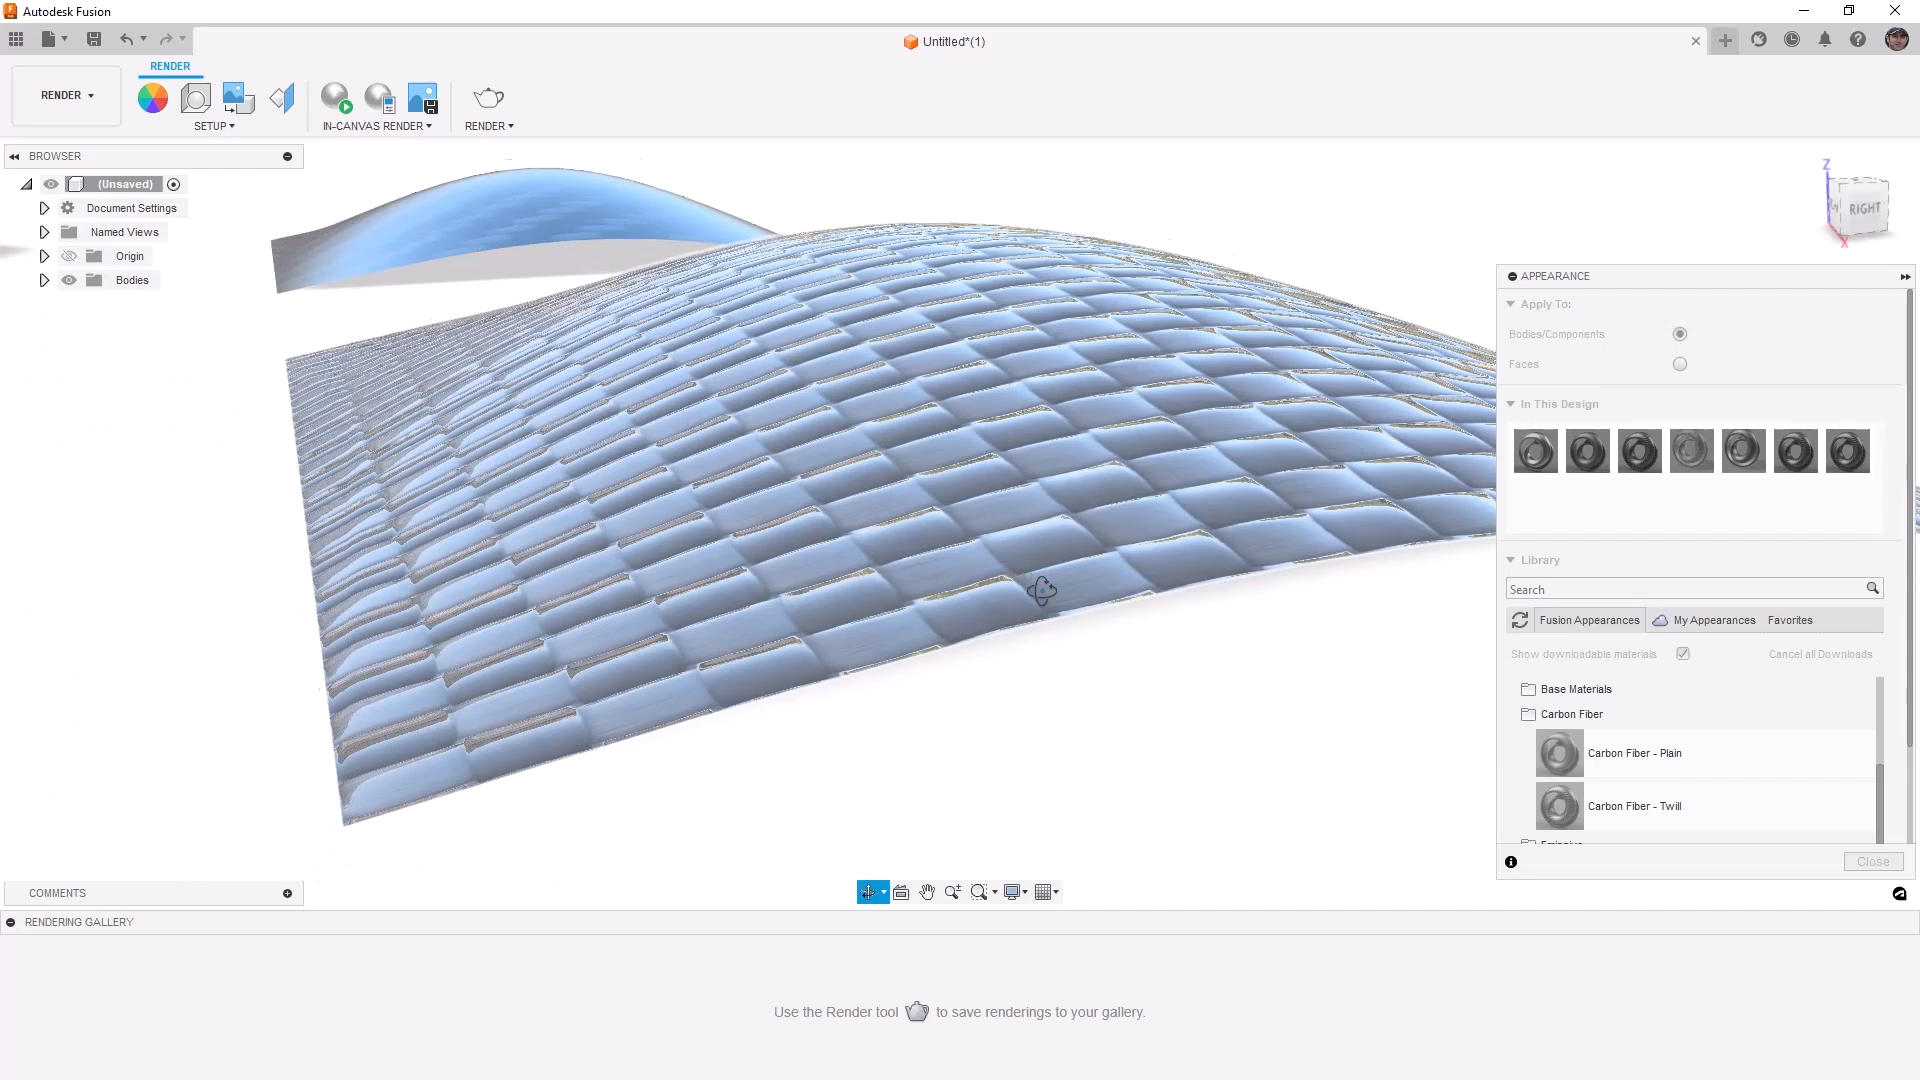 Autodesk Fusion
Untitled*(1)
RENDER
RENDER
SETUP
IN-CANVAS RENDER
RENDER
BROWSER
(Unsaved)
Document Settings
Named Views
Origin
Bodies
Z
RIGHT
X
APPEARANCE
Apply To:
Bodies/Components
Faces
In This Design
Library
Search
Fusion Appearances
My Appearances
Favorites
Show downloadable materials
Cancel all Downloads
Base Materials
Carbon Fiber
Carbon Fiber - Plain
Carbon Fiber - Twill
Close
COMMENTS
RENDERING GALLERY
Use the Render tool to save renderings to your gallery.